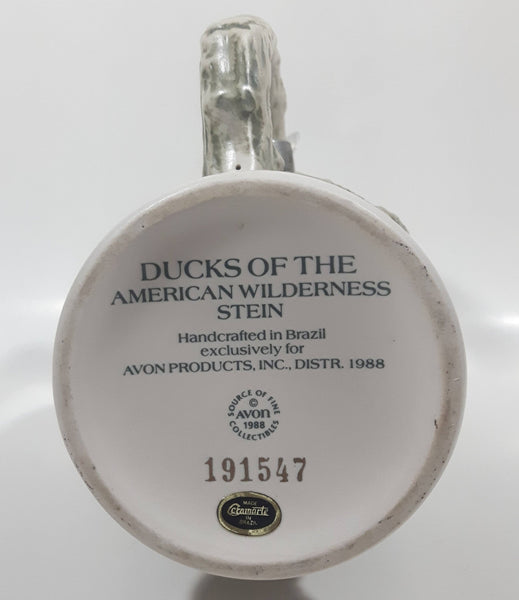 DUCKS OF THE
AMERICAN WILDERNESS
STEIN
Handcrafted in Brazil
exclusively for
AVON PRODUCTS, INC., DISTR. 1988
SOURCE OF FINE
©
AVON
1988
COLLECTIBLES
191547
MADE
Ceramarte
IN
BRAZIL